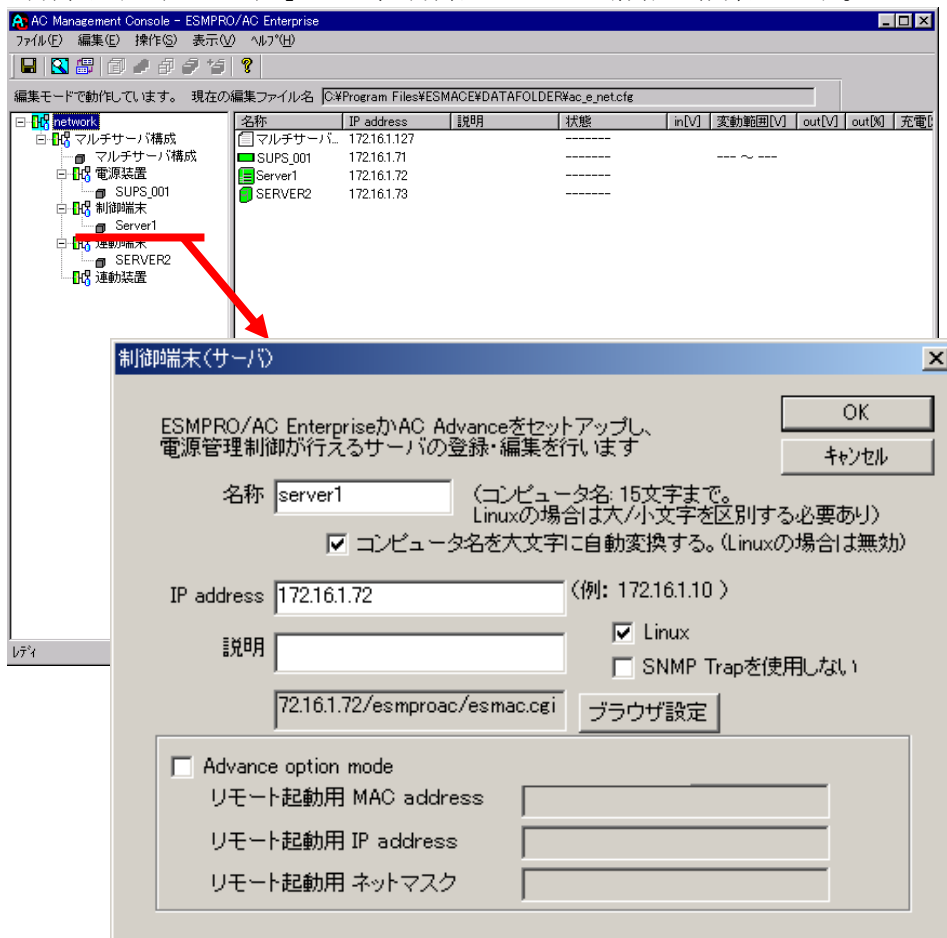 AC Management Console - ESMPRO/AC Enterprise
ﾌｧｲﾙ(F) 編集(E) 操作(S) 表示(V) ﾍﾙﾌﾟ(H)
編集モードで動作しています。 現在の編集ファイル名 C:¥Program Files¥ESMACE¥DATAFOLDER¥ac_e_net.cfg
network
マルチサーバ構成
マルチサーバ構成
電源装置
SUPS_001
制御端末
Server1
連動端末
SERVER2
連動装置
名称 IP address 説明 状態 in[V] 変動範囲[V] out[V] out[%] 充電[
マルチサーバ... 172.16.1.127 -------
SUPS_001 172.16.1.71 ------- --- ～ ---
Server1 172.16.1.72 -------
SERVER2 172.16.1.73 -------
ﾚﾃﾞｨ
制御端末(サーバ)
ESMPRO/AC EnterpriseかAC Advanceをセットアップし、
電源管理制御が行えるサーバの登録・編集を行います
OK
キャンセル
名称 server1 (コンピュータ名: 15文字まで。
Linuxの場合は大/小文字を区別する必要あり)
コンピュータ名を大文字に自動変換する。(Linuxの場合は無効)
IP address 172.16.1.72 (例: 172.16.1.10 )
説明
Linux
SNMP Trapを使用しない
72.16.1.72/esmproac/esmac.cgi ブラウザ設定
Advance option mode
リモート起動用 MAC address
リモート起動用 IP address
リモート起動用 ネットマスク